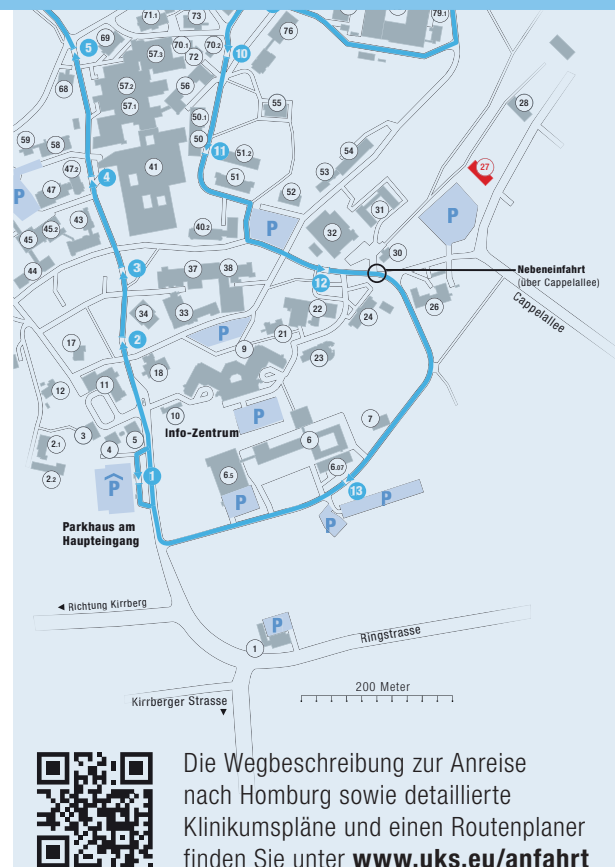 71.1
73
79.1
69
5
70.1
70.2
76
10
57.3
72
68
57.2
56
57.1
55
28
50.1
59
58
50
54
11
51.2
47.2
41
27
4
53
47
51
P
52
31
43
P
P
45.2
40.2
32
45
30
44
3
37
38
Nebeneinfahrt
(über Cappelallee)
12
Cappelallee
34
33
22
24
26
P
21
2
17
9
23
18
12
11
10
P
7
Info-Zentrum
3
5
6
2.1
4
6.07
2.2
6.5
1
13
P
P
P
P
Parkhaus am
Haupteingang
Richtung Kirrberg
P
Ringstrasse
1
200 Meter
Kirrberger Strasse
Die Wegbeschreibung zur Anreise
nach Homburg sowie detaillierte
Klinikumspläne und einen Routenplaner
finden Sie unter www.uks.eu/anfahrt